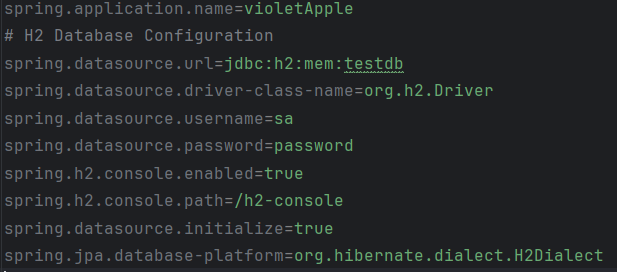 spring.application.name=violetApple
# H2 Database Configuration
spring.datasource.url=jdbc:h2:mem:testdb
spring.datasource.driver-class-name=org.h2.Driver
spring.datasource.username=sa
spring.datasource.password=password
spring.h2.console.enabled=true
spring.h2.console.path=/h2-console
spring.datasource.initialize=true
spring.jpa.database-platform=org.hibernate.dialect.H2Dialect